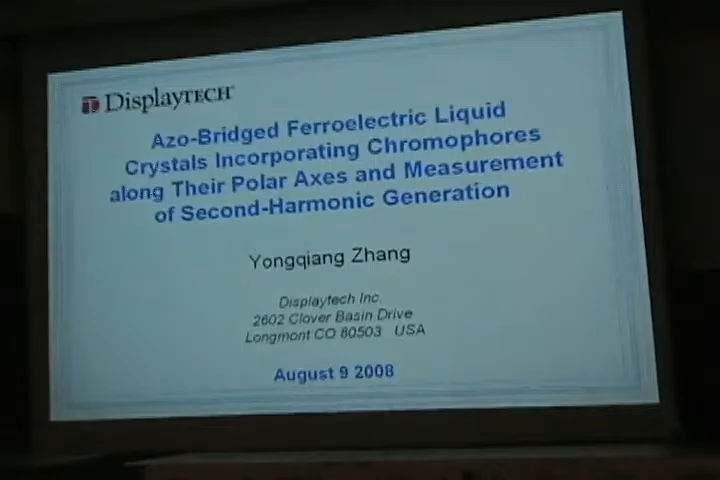 DISPLAYTECH
Azo-Bridged Ferroelectric Liquid
Crystals Incorporating Chromophores
along Their Polar Axes and Measurement
of Second-Harmonic Generation
Yongqiang Zhang
Displaytech Inc.
2602 Clover Basin Drive
Longmont CO 80503 USA
August 9 2008